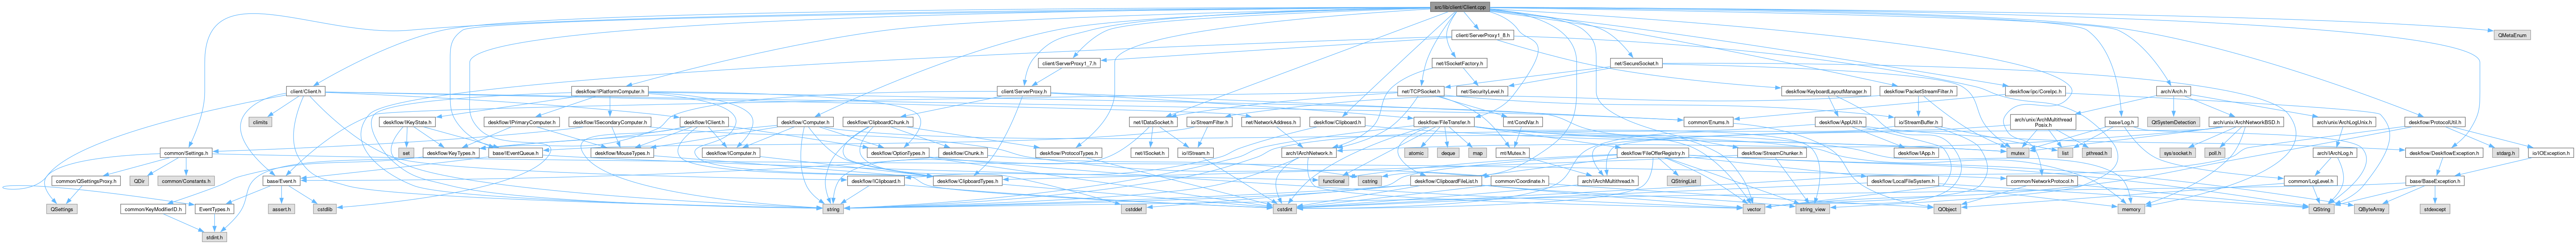 src/lib/client/Client.cpp
QMetaEnum
client/ServerProxy1_8.h
client/ServerProxy1_7.h
net/ISocketFactory.h
net/SecureSocket.h
client/Client.h
deskflow/IPlatformComputer.h
client/ServerProxy.h
net/TCPSocket.h
net/SecurityLevel.h
deskflow/KeyboardLayoutManager.h
deskflow/PacketStreamFilter.h
deskflow/ipc/CoreIpc.h
arch/Arch.h
climits
deskflow/IKeyState.h
deskflow/IPrimaryComputer.h
deskflow/ISecondaryComputer.h
deskflow/IClient.h
deskflow/Computer.h
deskflow/ClipboardChunk.h
net/IDataSocket.h
io/StreamFilter.h
net/NetworkAddress.h
deskflow/Clipboard.h
deskflow/FileTransfer.h
mt/CondVar.h
common/Enums.h
deskflow/AppUtil.h
io/StreamBuffer.h
arch/unix/ArchMultithread
Posix.h
base/Log.h
QtSystemDetection
arch/unix/ArchNetworkBSD.h
arch/unix/ArchLogUnix.h
deskflow/ProtocolUtil.h
common/Settings.h
set
deskflow/KeyTypes.h
base/IEventQueue.h
deskflow/MouseTypes.h
deskflow/IComputer.h
deskflow/OptionTypes.h
deskflow/Chunk.h
deskflow/ProtocolTypes.h
net/ISocket.h
io/IStream.h
arch/IArchNetwork.h
atomic
deque
map
mt/Mutex.h
deskflow/FileOfferRegistry.h
deskflow/StreamChunker.h
deskflow/IApp.h
mutex
list
pthread.h
sys/socket.h
poll.h
arch/IArchLog.h
deskflow/DeskflowException.h
stdarg.h
io/IOException.h
common/QSettingsProxy.h
QDir
common/Constants.h
base/Event.h
deskflow/IClipboard.h
deskflow/ClipboardTypes.h
functional
cstring
deskflow/ClipboardFileList.h
common/Coordinate.h
arch/IArchMultithread.h
QStringList
deskflow/LocalFileSystem.h
common/NetworkProtocol.h
common/LogLevel.h
base/BaseException.h
QSettings
common/KeyModifierID.h
EventTypes.h
assert.h
cstdlib
string
cstddef
cstdint
vector
string_view
QObject
memory
QString
QByteArray
stdexcept
stdint.h